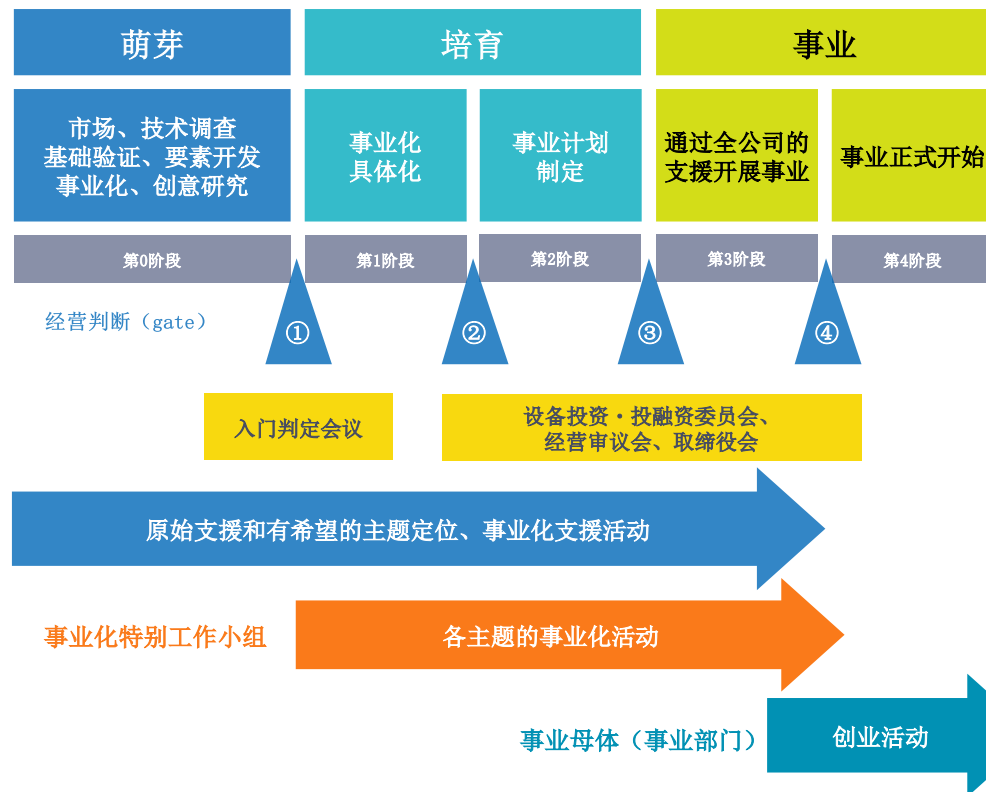 萌芽
培育
事业
市场、技术调查
基础验证、要素开发
事业化、创意研究
事业化
具体化
事业计划
制定
通过全公司的
支援开展事业
事业正式开始
第0阶段
第1阶段
第2阶段
第3阶段
第4阶段
经营判断（gate）
①
②
③
④
入门判定会议
设备投资·投融资委员会、
经营审议会、取缔役会
原始支援和有希望的主题定位、事业化支援活动
事业化特别工作小组
各主题的事业化活动
事业母体（事业部门）
创业活动